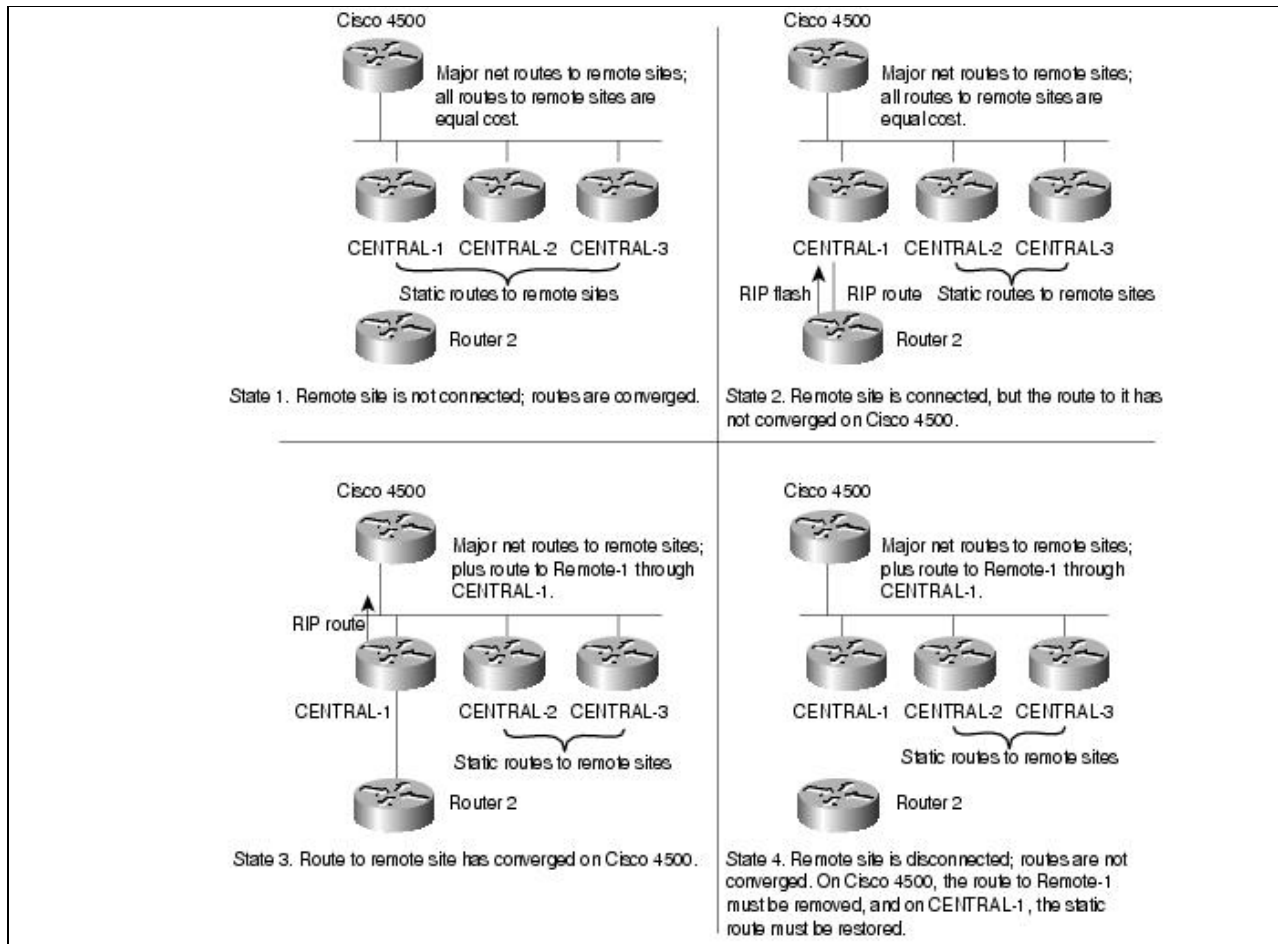 Cisco 4500
Major net routes to remote sites;
all routes to remote sites are
equal cost.
CENTRAL-1 CENTRAL-2 CENTRAL-3
Static routes to remote sites
Router 2
State 1. Remote site is not connected; routes are converged.
Cisco 4500
Major net routes to remote sites;
all routes to remote sites are
equal cost.
CENTRAL-1 CENTRAL-2 CENTRAL-3
RIP flash RIP route Static routes to remote sites
Router 2
State 2. Remote site is connected, but the route to it has
not converged on Cisco 4500.
Cisco 4500
Major net routes to remote sites;
plus route to Remote-1 through
CENTRAL-1.
RIP route
CENTRAL-1 CENTRAL-2 CENTRAL-3
Static routes to remote sites
Router 2
State 3. Route to remote site has converged on Cisco 4500.
Cisco 4500
Major net routes to remote sites;
plus route to Remote-1 through
CENTRAL-1.
CENTRAL-1 CENTRAL-2 CENTRAL-3
Static routes to remote sites
Router 2
State 4. Remote site is disconnected; routes are not
converged. On Cisco 4500, the route to Remote-1
must be removed, and on CENTRAL-1, the static
route must be restored.